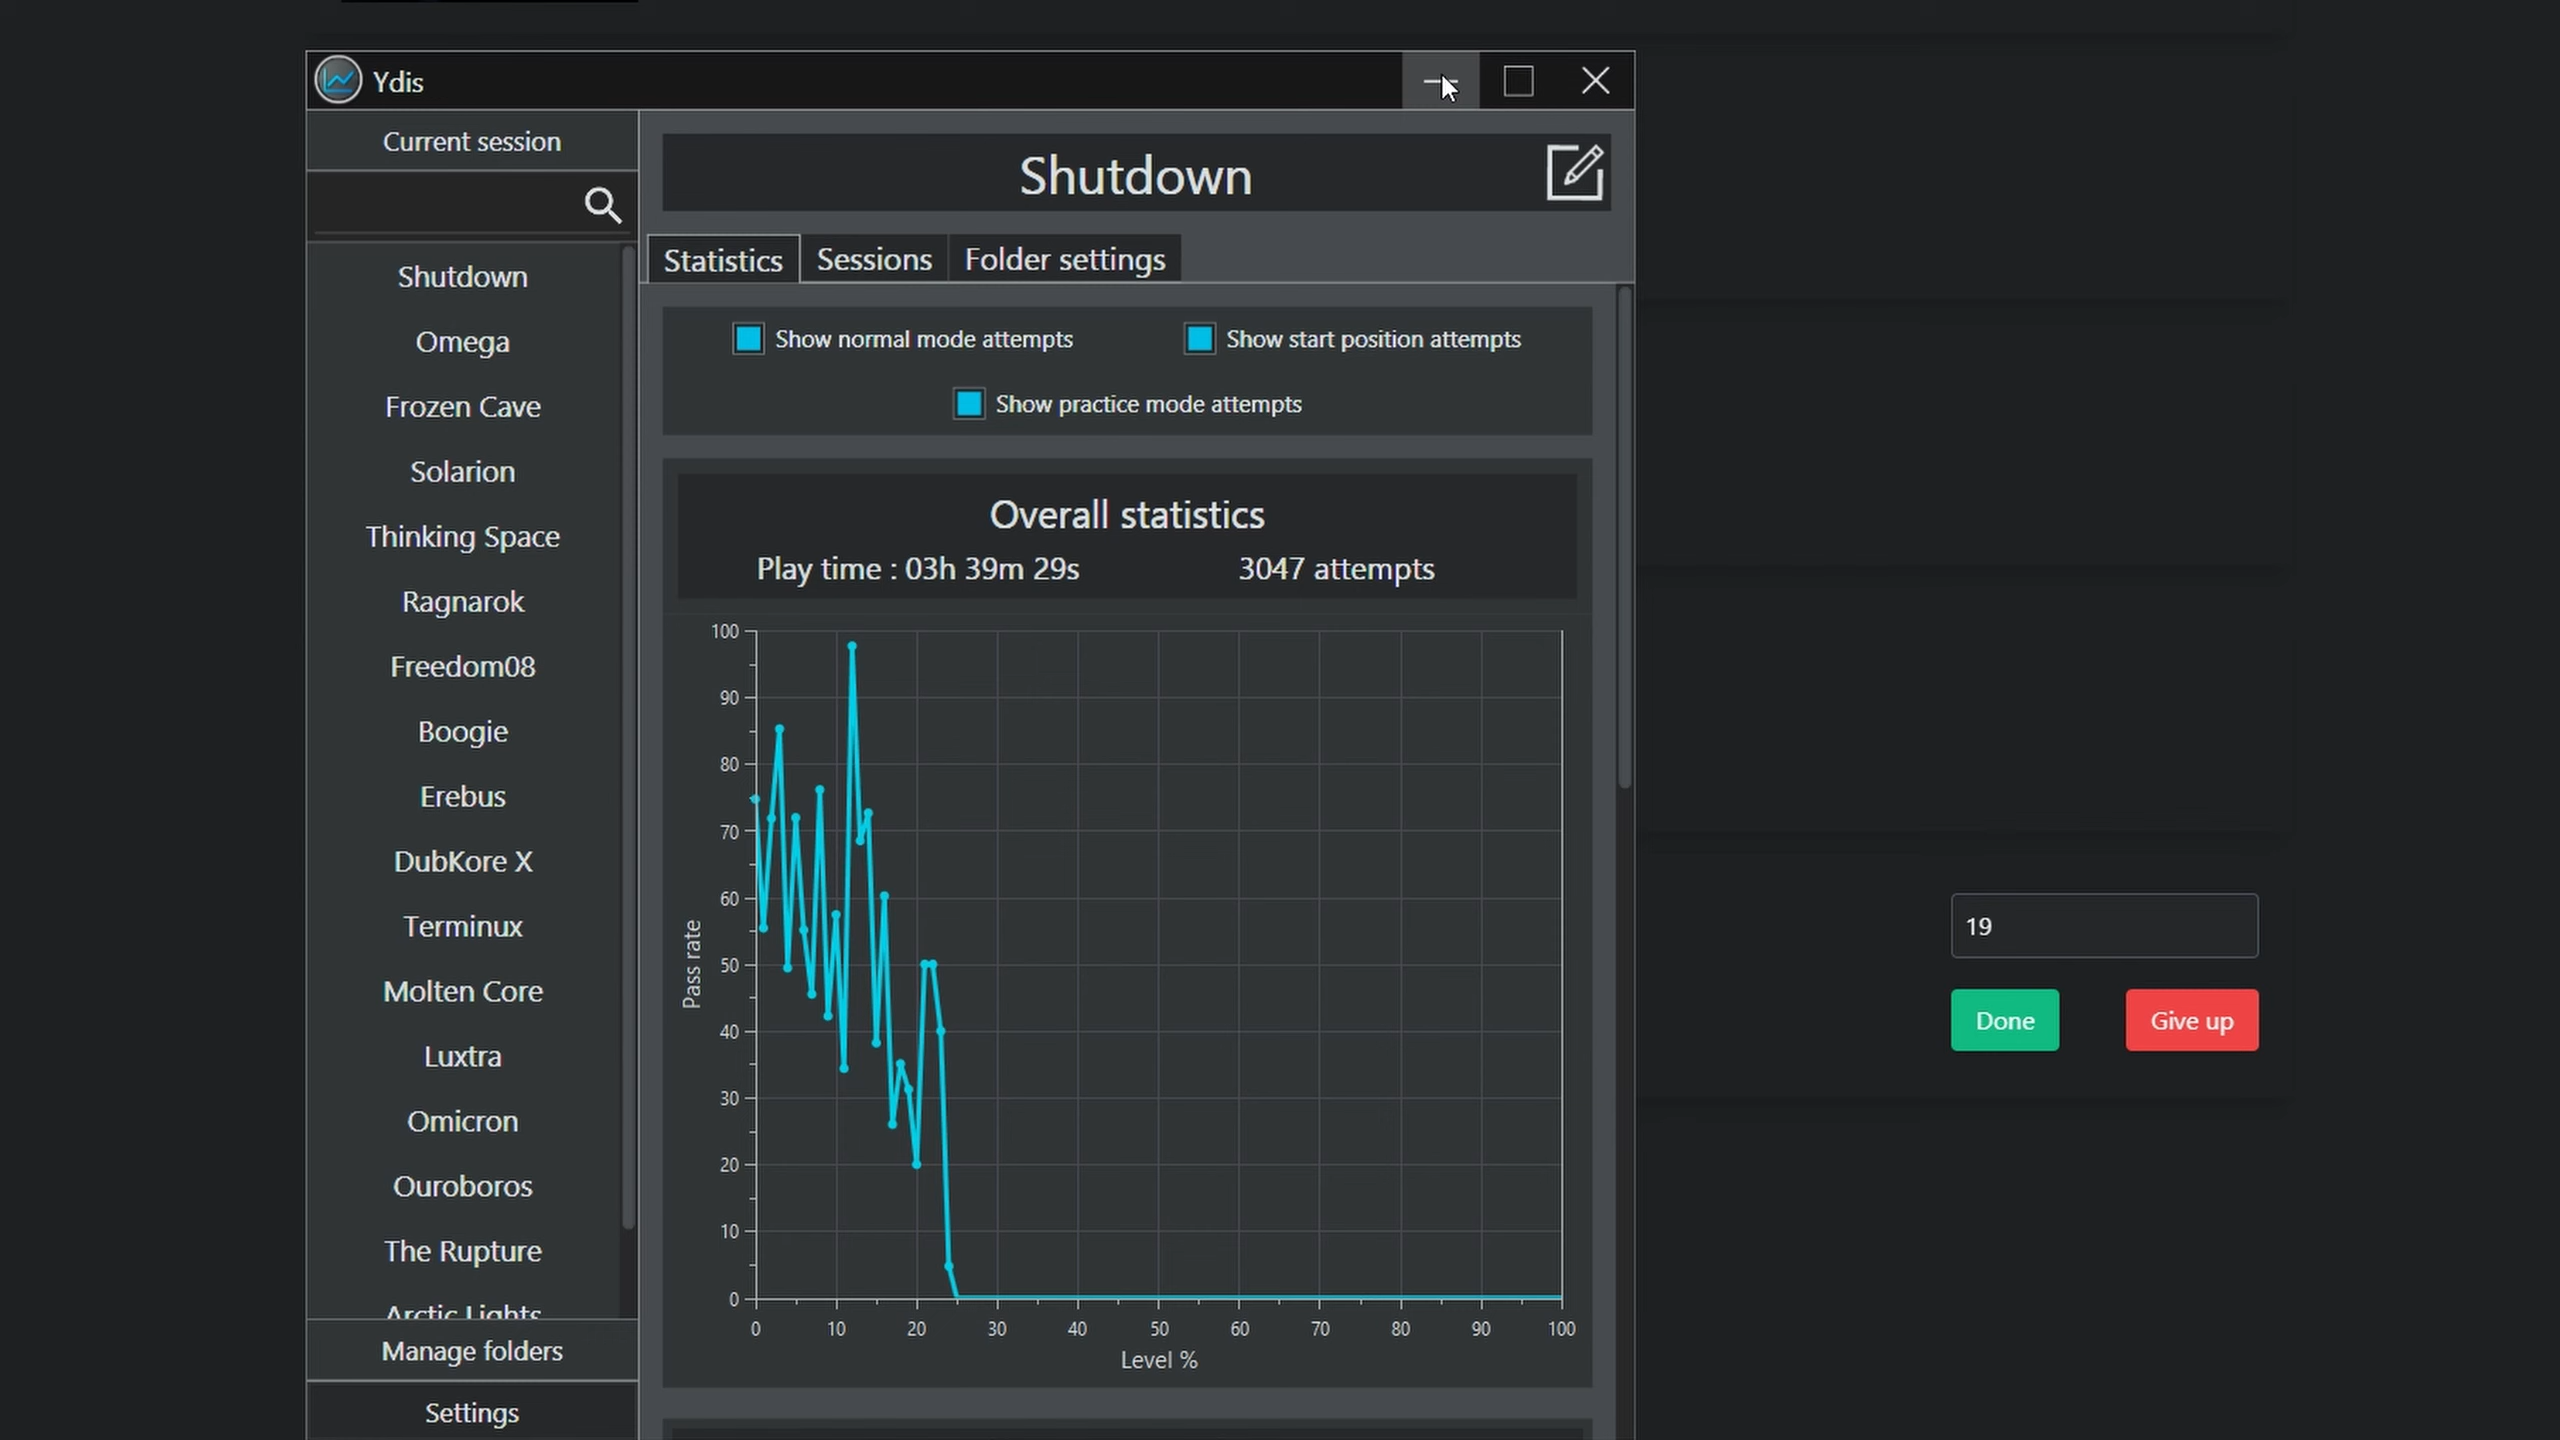 Ydis
Current session
Shutdown
Omega
Frozen Cave
Solarion
Thinking Space
Ragnarok
Freedom08
Boogie
Erebus
DubKore X
Terminux
Molten Core
Luxtra
Omicron
Ouroboros
The Rupture
Arctic Lights
Manage folders
Settings
Shutdown
Statistics
Sessions
Folder settings
Show normal mode attempts
Show start position attempts
Show practice mode attempts
Overall statistics
Play time : 03h 39m 29s
3047 attempts
Pass rate
100
90
80
70
60
50
40
30
20
10
0
0 10 20 30 40 50 60 70 80 90 100
Level %
19
Done
Give up